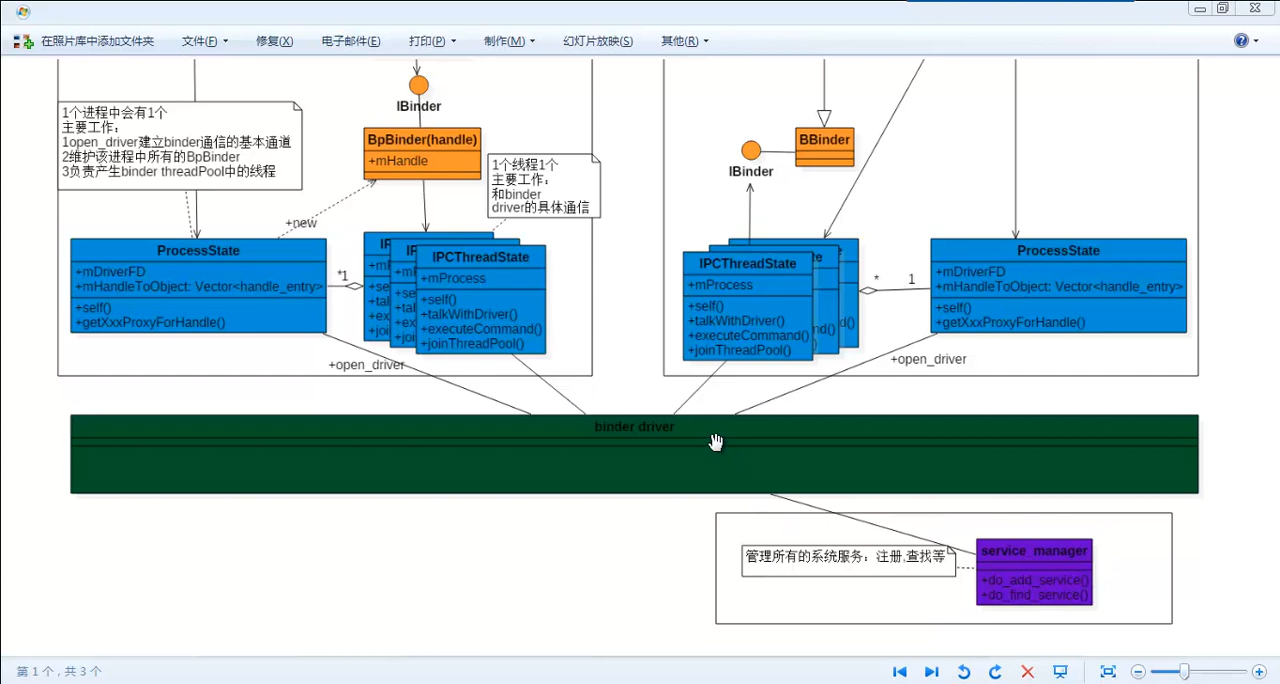 在照片库中添加文件夹 文件(F) 修复(X) 电子邮件(E) 打印(P) 制作(M) 幻灯片放映(S) 其他(R)
1个进程中会有1个
主要工作：
1open_driver建立binder通信的基本通道
2维护该进程中所有的BpBinder
3负责产生binder threadPool中的线程
IBinder
BpBinder(handle)
+mHandle
1个线程1个
主要工作：
和binder
driver的具体通信
+new
ProcessState
+mDriverFD
+mHandleToObject: Vector<handle_entry>
+self()
+getXxxProxyForHandle()
*1
IPCThreadState
+mProcess
+self()
+talkWithDriver()
+executeCommand()
+joinThreadPool()
+open_driver
BBinder
IBinder
IPCThreadState
+mProcess
+self()
+talkWithDriver()
+executeCommand()
+joinThreadPool()
* 1
ProcessState
+mDriverFD
+mHandleToObject: Vector<handle_entry>
+self()
+getXxxProxyForHandle()
+open_driver
binder driver
管理所有的系统服务：注册,查找等
service_manager
+do_add_service()
+do_find_service()
第 1 个，共 3 个